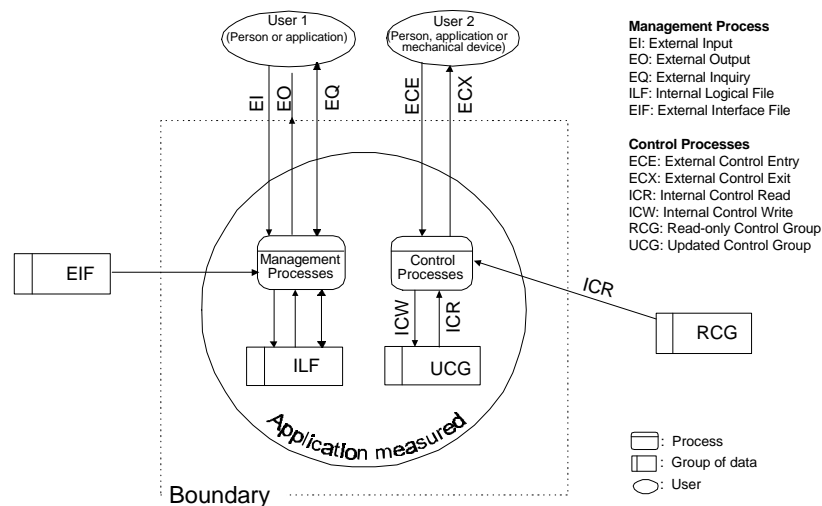 User 1
(Person or application)
User 2
(Person, application or
mechanical device)
EI
EO
EQ
ECE
ECX
Management
Processes
Control
Processes
EIF
ICW
ICR
ICR
RCG
ILF
UCG
Application measured
Boundary
Management Process
EI: External Input
EO: External Output
EQ: External Inquiry
ILF: Internal Logical File
EIF: External Interface File
Control Processes
ECE: External Control Entry
ECX: External Control Exit
ICR: Internal Control Read
ICW: Internal Control Write
RCG: Read-only Control Group
UCG: Updated Control Group
: Process
: Group of data
: User